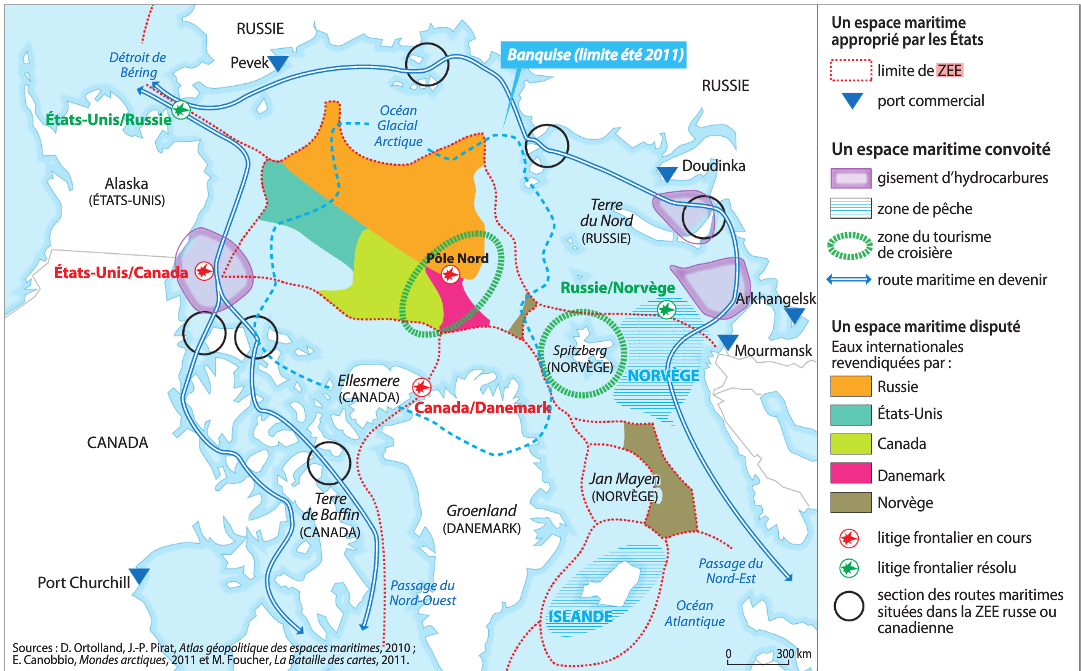 RUSSIE
Détroit de
Béring
Pevek
Banquise (limite été 2011)
RUSSIE
États-Unis/Russie
Océan
Glacial
Arctique
Doudinka
Alaska
(ÉTATS-UNIS)
Terre
du Nord
(RUSSIE)
Pôle Nord
États-Unis/Canada
Russie/Norvège
Arkhangelsk
Mourmansk
Spitzberg
(NORVÈGE)
NORVÈGE
Ellesmere
(CANADA)
Canada/Danemark
CANADA
Jan Mayen
(NORVÈGE)
Terre
de Baffin
(CANADA)
Groenland
(DANEMARK)
Port Churchill
Passage du
Nord-Ouest
Passage du
Nord-Est
ISLANDE
Océan
Atlantique
Sources : D. Ortolland, J.-P. Pirat, Atlas géopolitique des espaces maritimes, 2010 ;
E. Canobbio, Mondes arctiques, 2011 et M. Foucher, La Bataille des cartes, 2011.
0 300 km
Un espace maritime
approprié par les États
limite de ZEE
port commercial
Un espace maritime convoité
gisement d'hydrocarbures
zone de pêche
zone du tourisme
de croisière
route maritime en devenir
Un espace maritime disputé
Eaux internationales
revendiquées par :
Russie
États-Unis
Canada
Danemark
Norvège
litige frontalier en cours
litige frontalier résolu
section des routes maritimes
situées dans la ZEE russe ou
canadienne